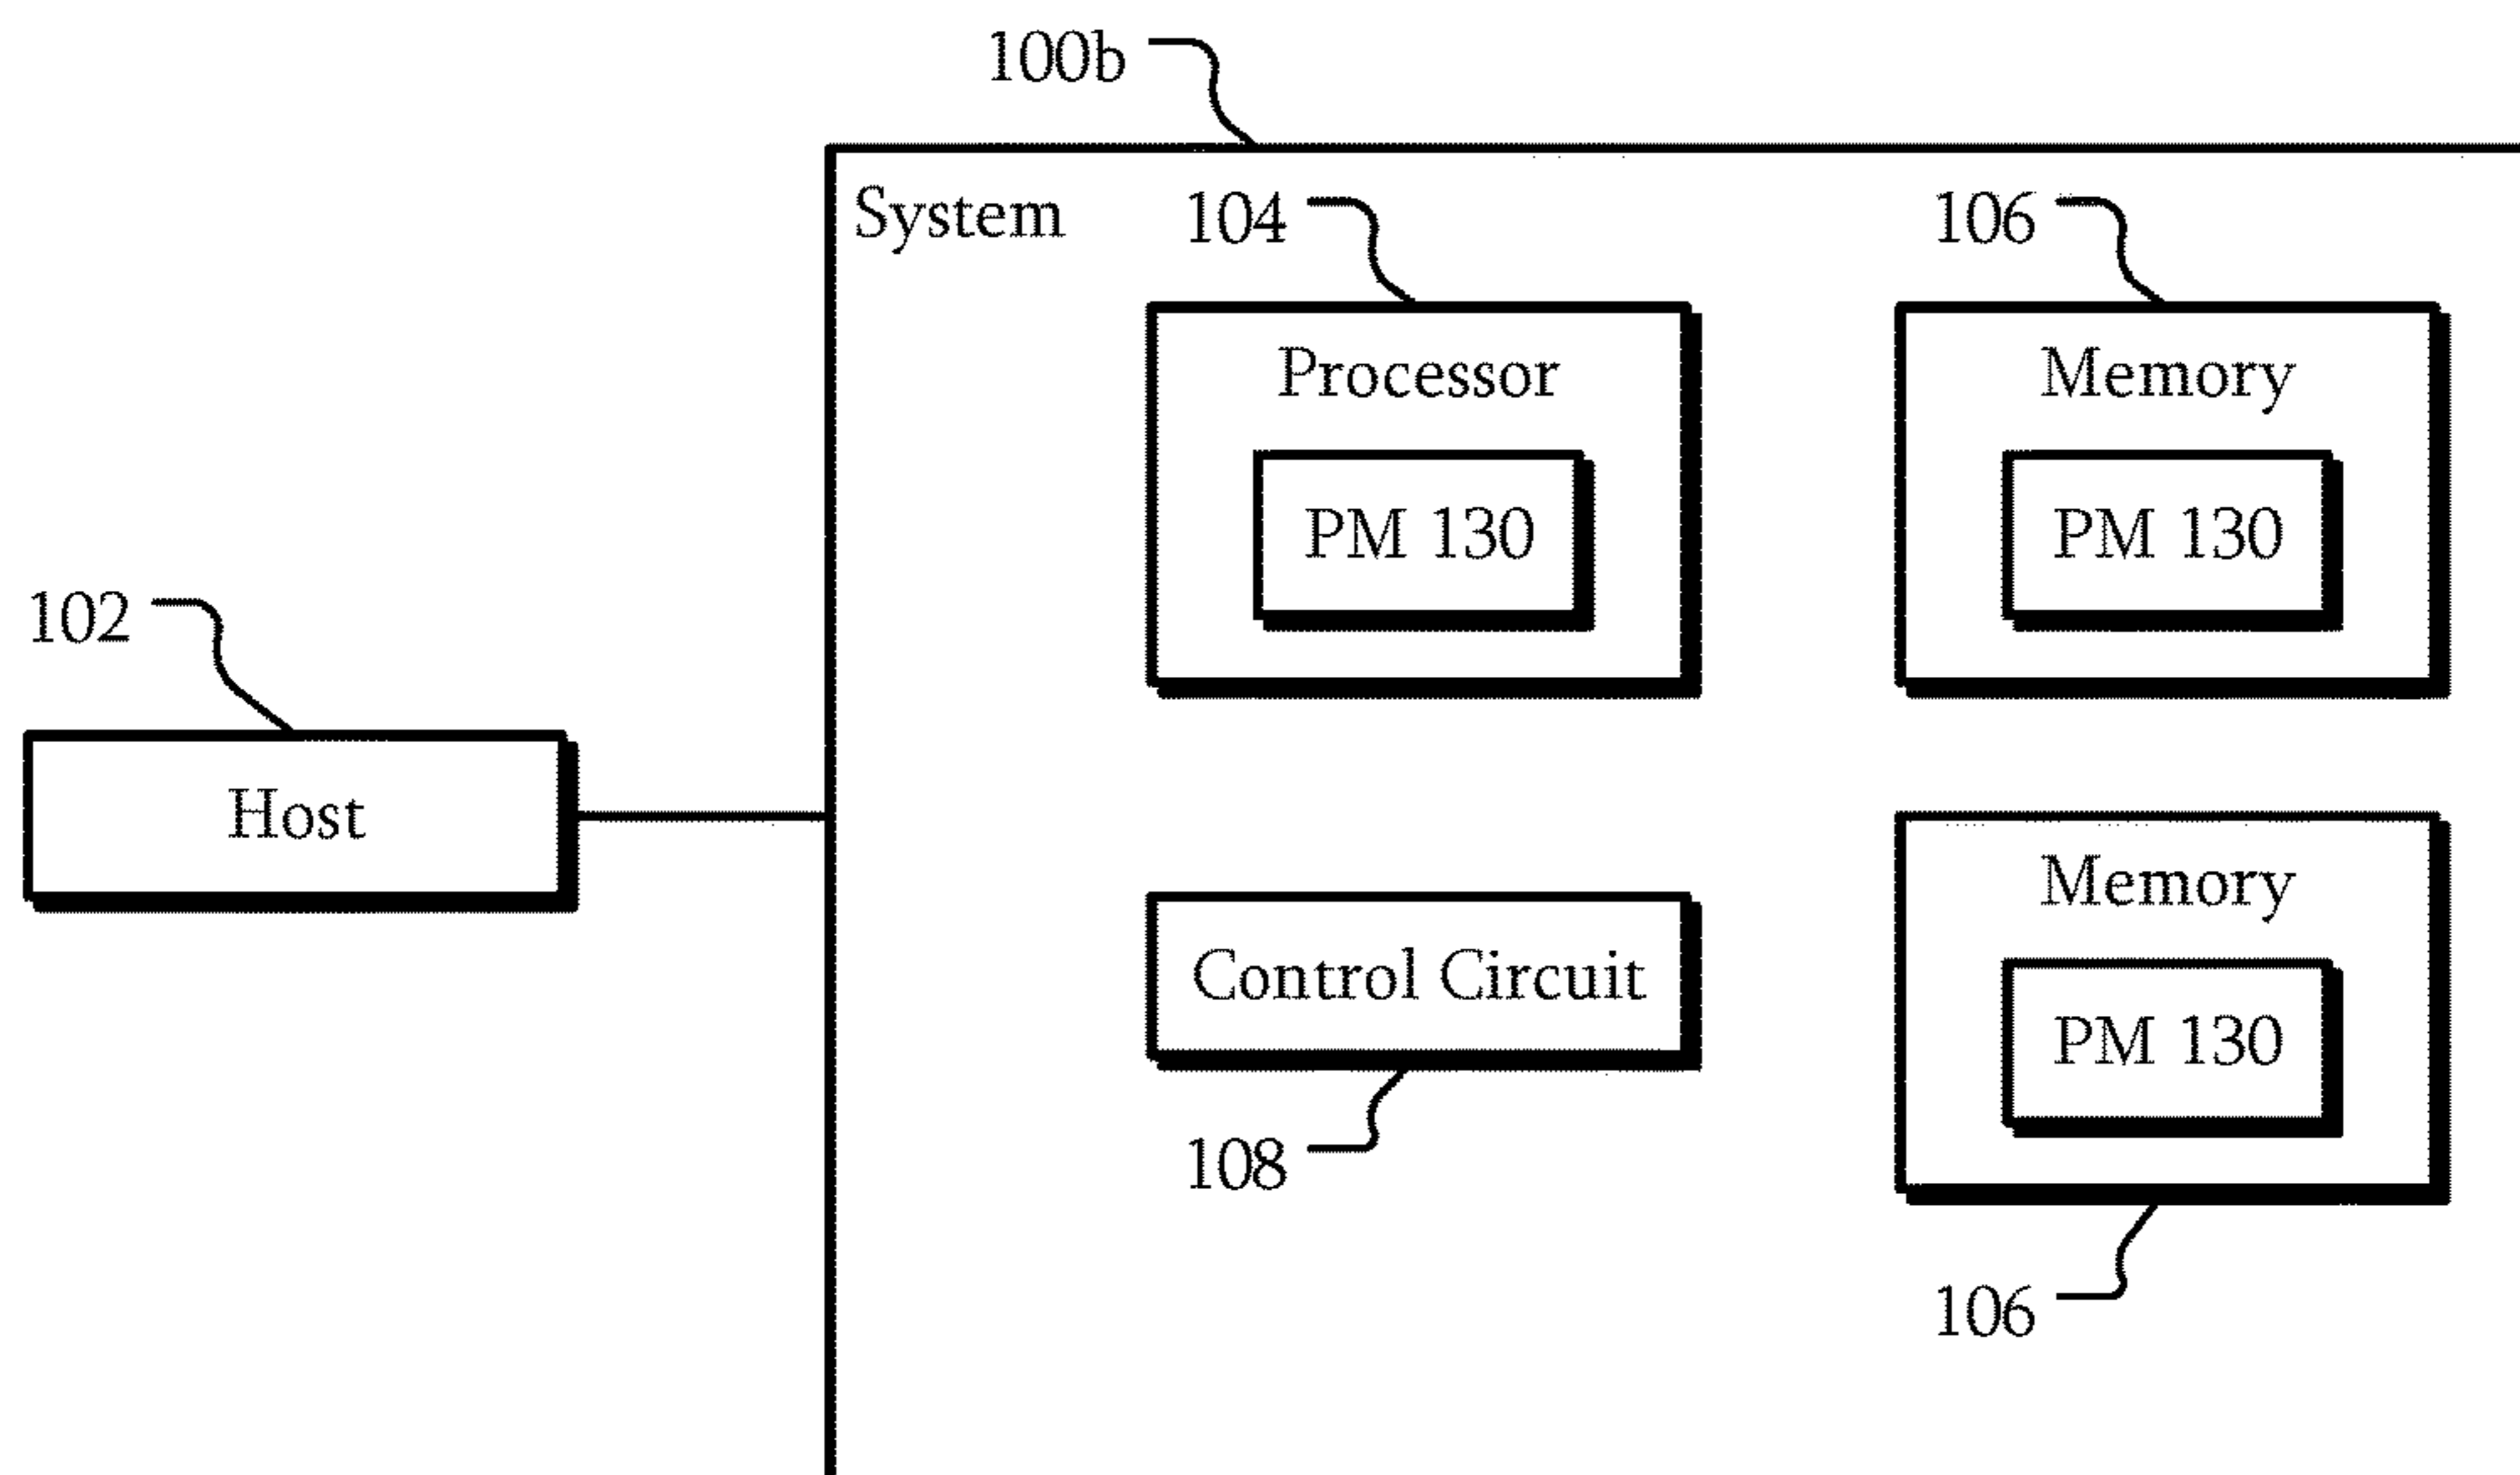 100b
System
104
106
Processor
Memory
PM 130
PM 130
102
Host
Memory
Control Circuit
PM 130
108
106